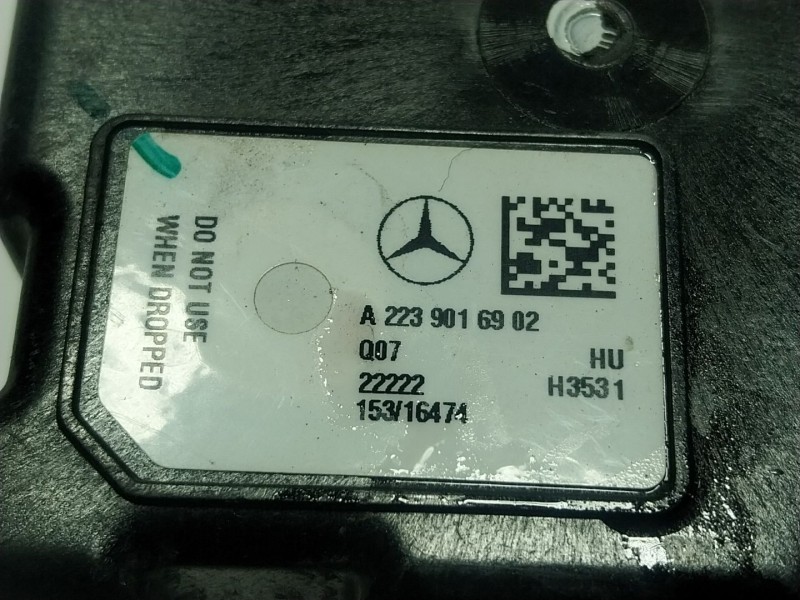 DO NOT USE
WHEN DROPPED
A 223 901 69 02
Q07
HU
22222
H3531
153/16474